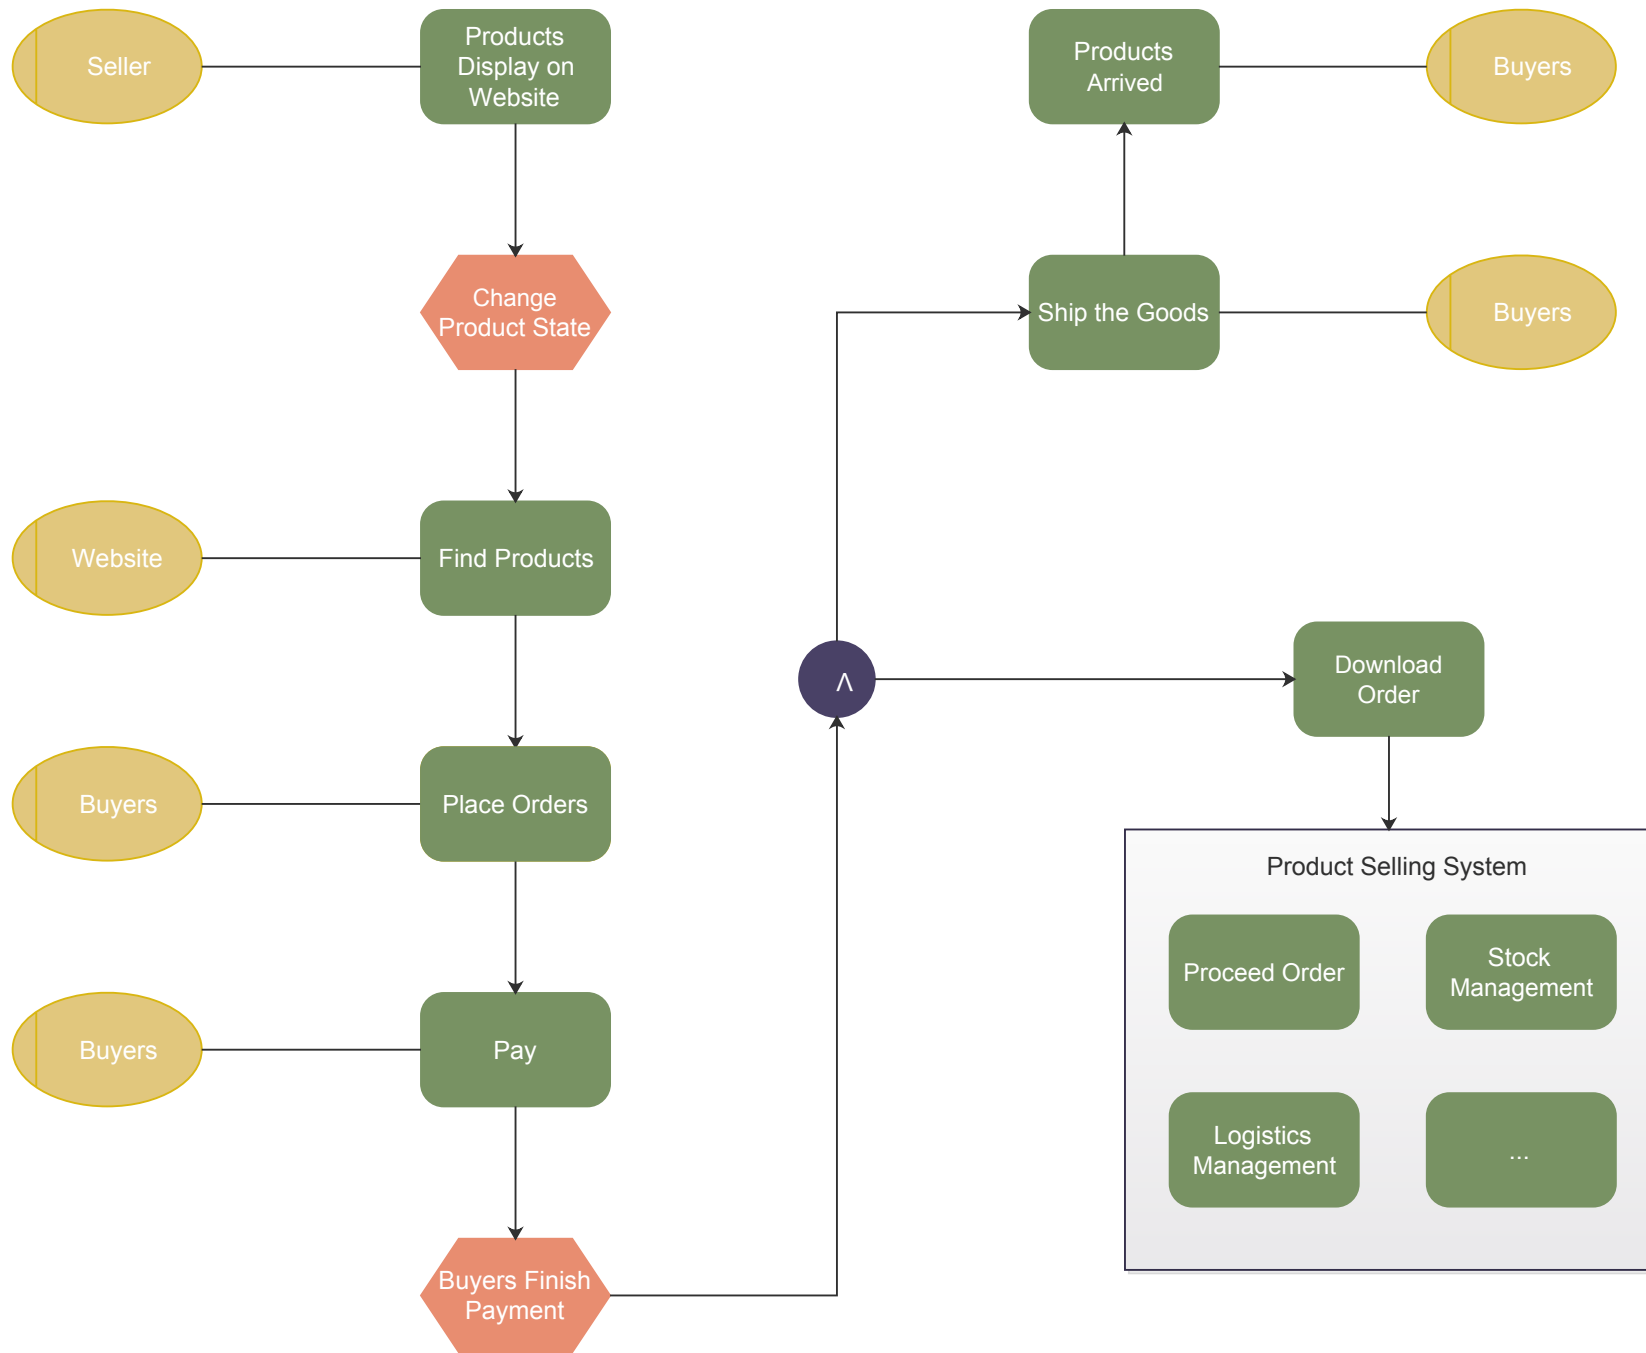 Seller
Products
Display on
Website
Change
Product State
Website
Find Products
Buyers
Place Orders
Buyers
Pay
Buyers Finish
Payment
Λ
Products
Arrived
Buyers
Ship the Goods
Buyers
Download
Order
Product Selling System
Proceed Order
Stock
Management
Logistics
Management
...